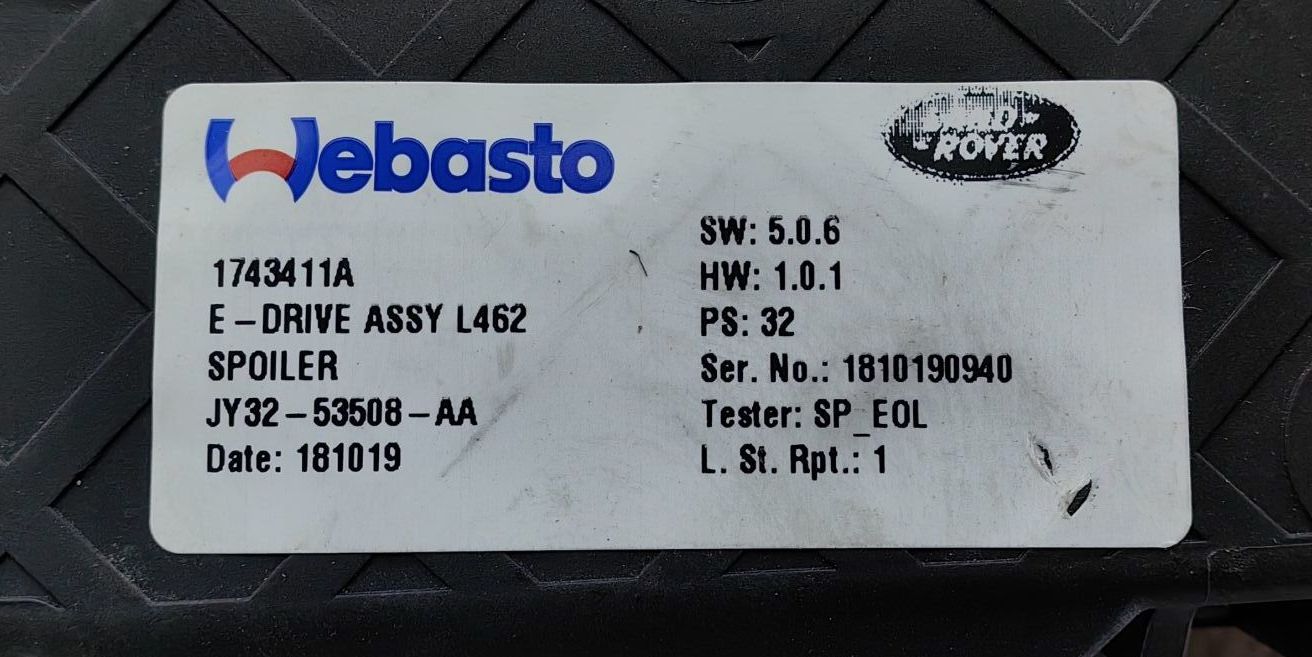 Webasto
ROVER
1743411A
E-DRIVE ASSY L462
SPOILER
JY32-53508-AA
Date: 181019
SW: 5.0.6
HW: 1.0.1
PS: 32
Ser. No.: 1810190940
Tester: SP_EOL
L. St. Rpt.: 1